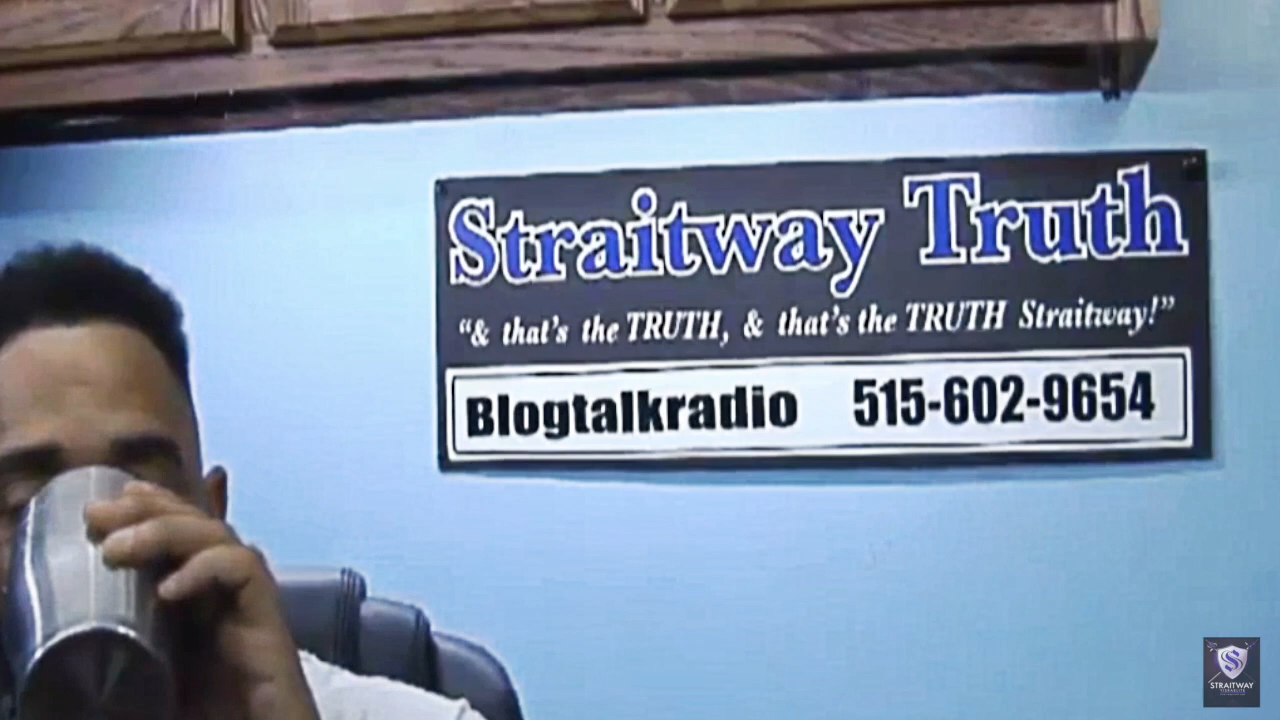 Straitway Truth
"& that's the TRUTH, & that's the TRUTH Straitway!"
Blogtalkradio 515-602-9654
S
STRAITWAY